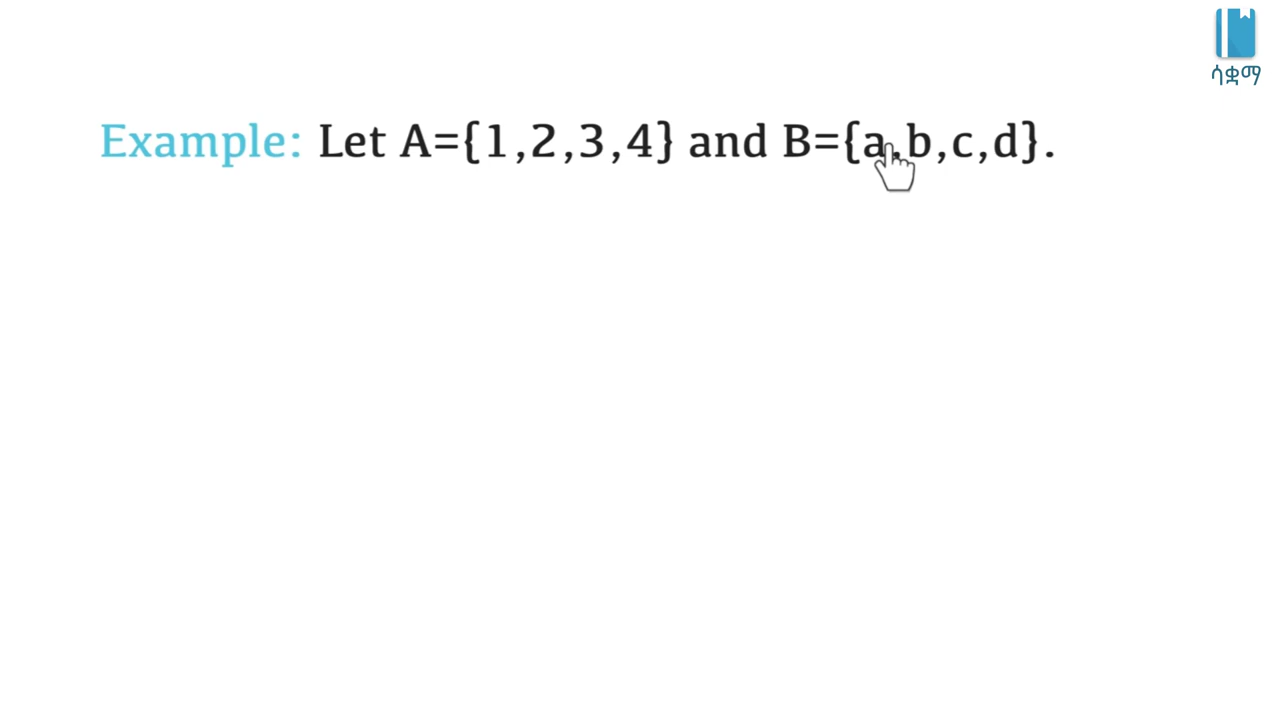 ሳቋማ
Example: Let A={1,2,3,4} and B={a,b,c,d}.